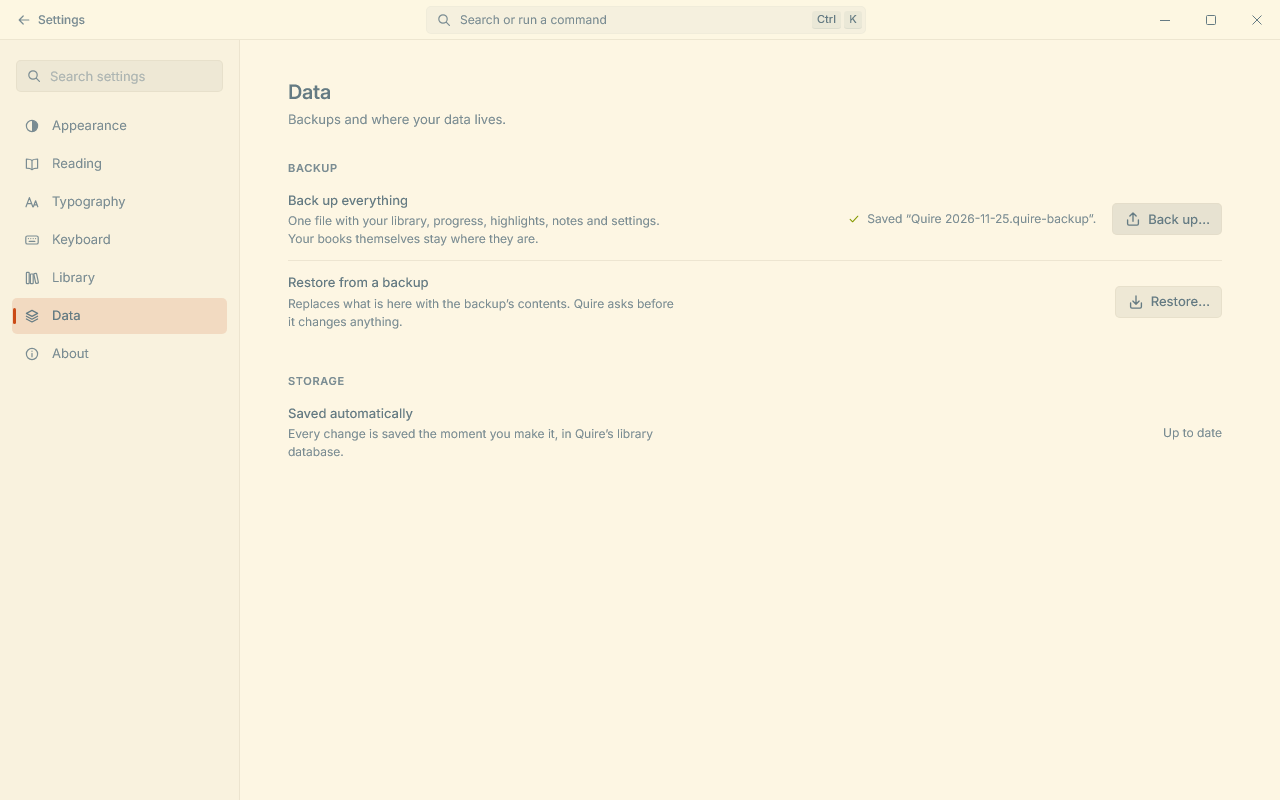 Settings
Search or run a command
Ctrl K
Search settings
Appearance
Reading
Typography
Keyboard
Library
Data
About
Data
Backups and where your data lives.
BACKUP
Back up everything
One file with your library, progress, highlights, notes and settings.
Your books themselves stay where they are.
Saved “Quire 2026-11-25.quire-backup”.
Back up…
Restore from a backup
Replaces what is here with the backup’s contents. Quire asks before
it changes anything.
Restore…
STORAGE
Saved automatically
Every change is saved the moment you make it, in Quire’s library
database.
Up to date